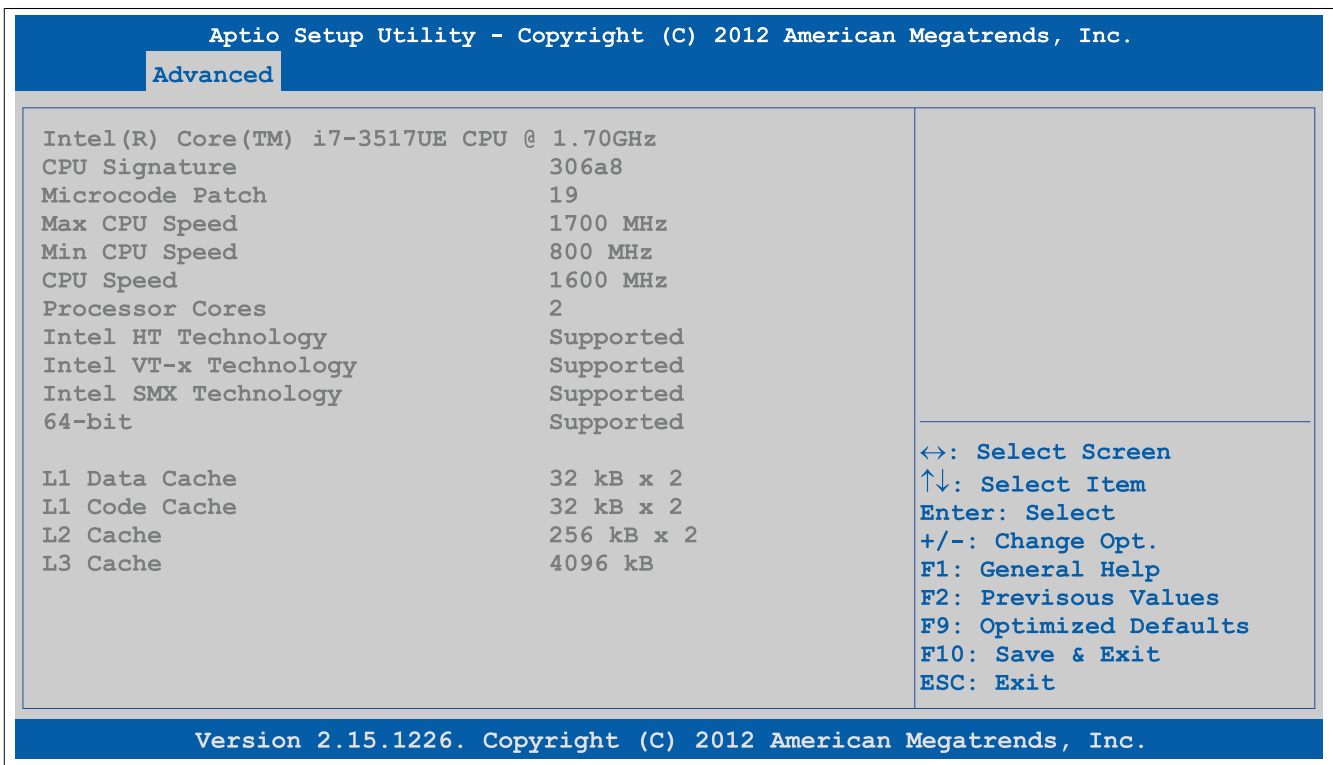 Aptio Setup Utility - Copyright (C) 2012 American Megatrends, Inc.
Advanced
Intel(R) Core(TM) i7-3517UE CPU @ 1.70GHz
CPU Signature 306a8
Microcode Patch 19
Max CPU Speed 1700 MHz
Min CPU Speed 800 MHz
CPU Speed 1600 MHz
Processor Cores 2
Intel HT Technology Supported
Intel VT-x Technology Supported
Intel SMX Technology Supported
64-bit Supported
L1 Data Cache 32 kB x 2
L1 Code Cache 32 kB x 2
L2 Cache 256 kB x 2
L3 Cache 4096 kB
↔: Select Screen
↑↓: Select Item
Enter: Select
+/-: Change Opt.
F1: General Help
F2: Previsous Values
F9: Optimized Defaults
F10: Save & Exit
ESC: Exit
Version 2.15.1226. Copyright (C) 2012 American Megatrends, Inc.